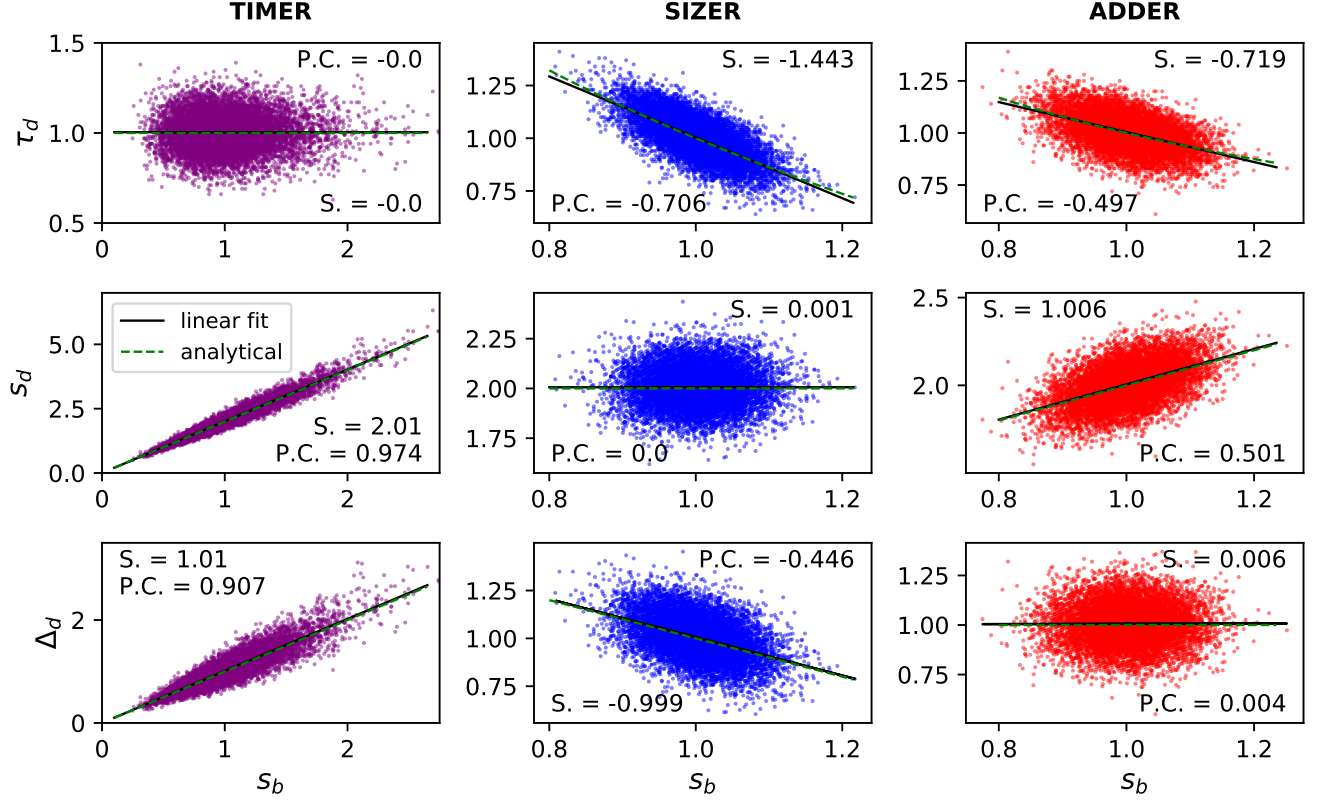 TIMER
SIZER
ADDER
τd
1.5
1.0
0.5
P.C. = -0.0
S. = -0.0
0
1
2
1.25
1.00
0.75
S. = -1.443
P.C. = -0.706
0.8
1.0
1.2
1.25
1.00
0.75
S. = -0.719
P.C. = -0.497
0.8
1.0
1.2
sd
5.0
2.5
0.0
linear fit
analytical
S. = 2.01
P.C. = 0.974
0
1
2
2.25
2.00
1.75
S. = 0.001
P.C. = 0.0
0.8
1.0
1.2
2.5
2.0
S. = 1.006
P.C. = 0.501
0.8
1.0
1.2
Δd
2
0
S. = 1.01
P.C. = 0.907
0
1
2
sb
1.25
1.00
0.75
P.C. = -0.446
S. = -0.999
0.8
1.0
1.2
sb
1.25
1.00
0.75
S. = 0.006
P.C. = 0.004
0.8
1.0
1.2
sb